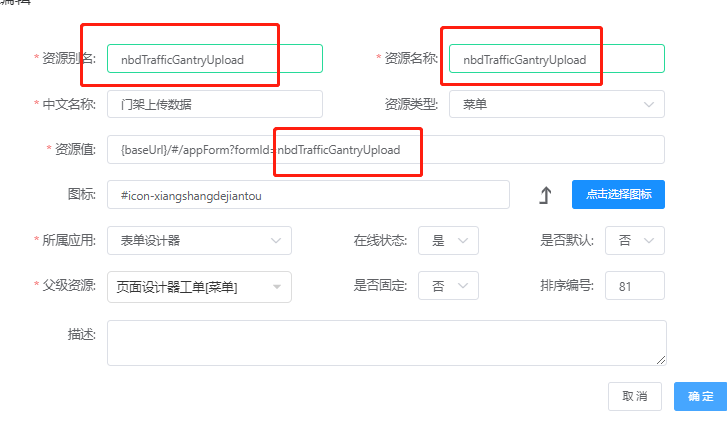 编辑
* 资源别名: nbdTrafficGantryUpload * 资源名称: nbdTrafficGantryUpload
* 中文名称: 门架上传数据 资源类型: 菜单
* 资源值: {baseUrl}/#/appForm?formId=nbdTrafficGantryUpload
图标: #icon-xiangshangdejiantou 点击选择图标
* 所属应用: 表单设计器 在线状态: 是 是否默认: 否
* 父级资源: 页面设计器工单[菜单] 是否固定: 否 排序编号: 81
描述:
取消 确定